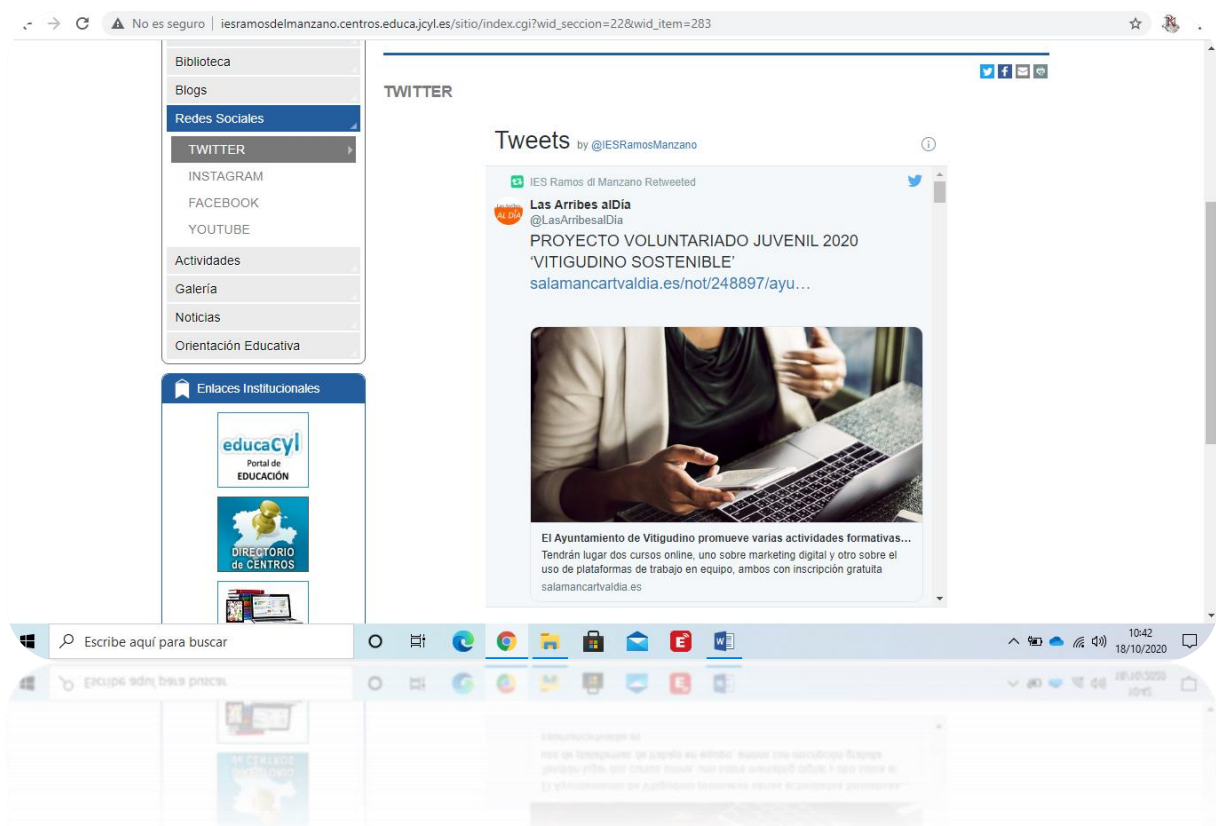 No es seguro | iesramosdelmanzano.centros.educa.jcyl.es/sitio/index.cgi?wid_seccion=22&wid_item=283
Biblioteca
Blogs
Redes Sociales
TWITTER
INSTAGRAM
FACEBOOK
YOUTUBE
Actividades
Galería
Noticias
Orientación Educativa
Enlaces Institucionales
educacyl
Portal de
EDUCACIÓN
DIRECTORIO
de CENTROS
TWITTER
Tweets by @IESRamosManzano
IES Ramos dl Manzano Retweeted
AL DÍA
Las Arribes alDía
@LasArribesalDia
PROYECTO VOLUNTARIADO JUVENIL 2020
‘VITIGUDINO SOSTENIBLE’
salamancartvaldia.es/not/248897/ayu…
El Ayuntamiento de Vitigudino promueve varias actividades formativas…
Tendrán lugar dos cursos online, uno sobre marketing digital y otro sobre el
uso de plataformas de trabajo en equipo, ambos con inscripción gratuita
salamancartvaldia.es
Escribe aquí para buscar
10:42
18/10/2020